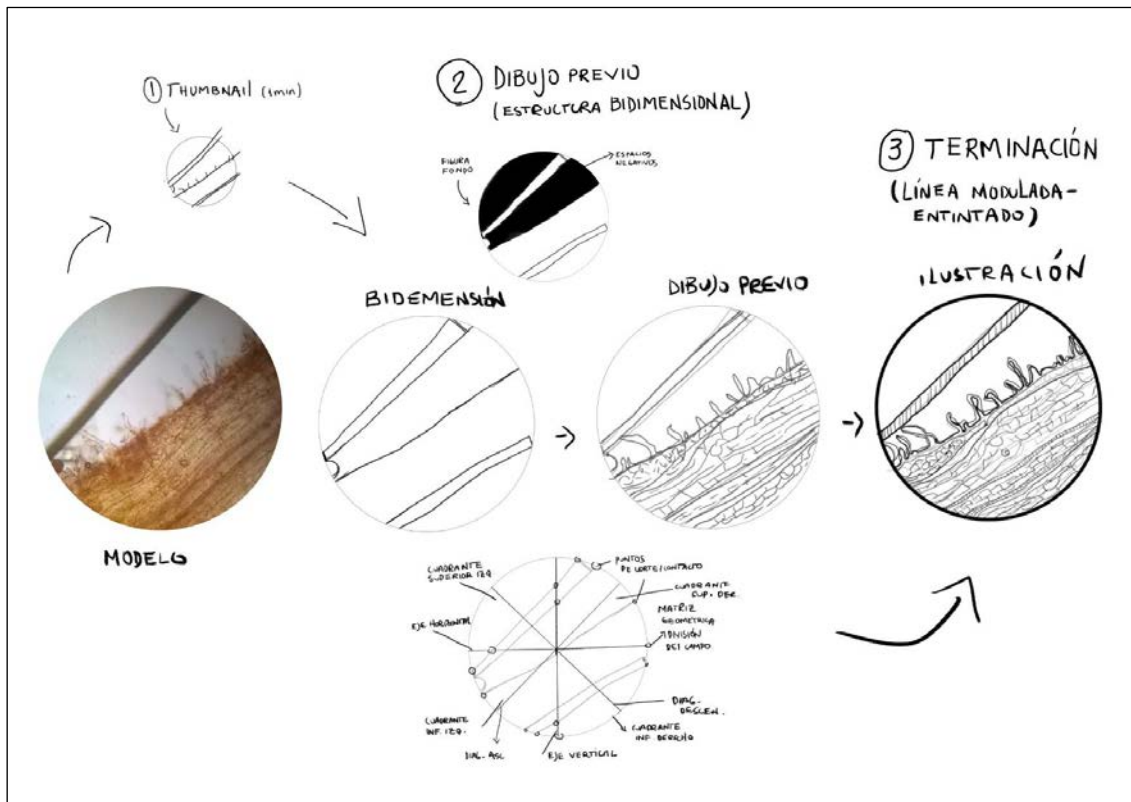 ① THUMBNAIL (1min)
② DIBUJO PREVIO
(ESTRUCTURA BIDIMENSIONAL)
FIGURA
FONDO
ESPACIOS
NEGATIVOS
③ TERMINACIÓN
(LÍNEA MODULADA-
ENTINTADO)
MODELO
BIDEMENSIÓN
DIBUJO PREVIO
ILUSTRACIÓN
CUADRANTE
SUPERIOR IZQ
PUNTOS
DE CORTE/CONTACTO
CUADRANTE
SUP. DER.
EJE HORIZONTAL
MATRIZ
GEOMÉTRICA
DIVISIÓN
DEL CAMPO
CUADRANTE
INF. IZQ.
DIAG. ASC
EJE VERTICAL
DIAG.
DESCEN.
CUADRANTE
INF. DERECHO